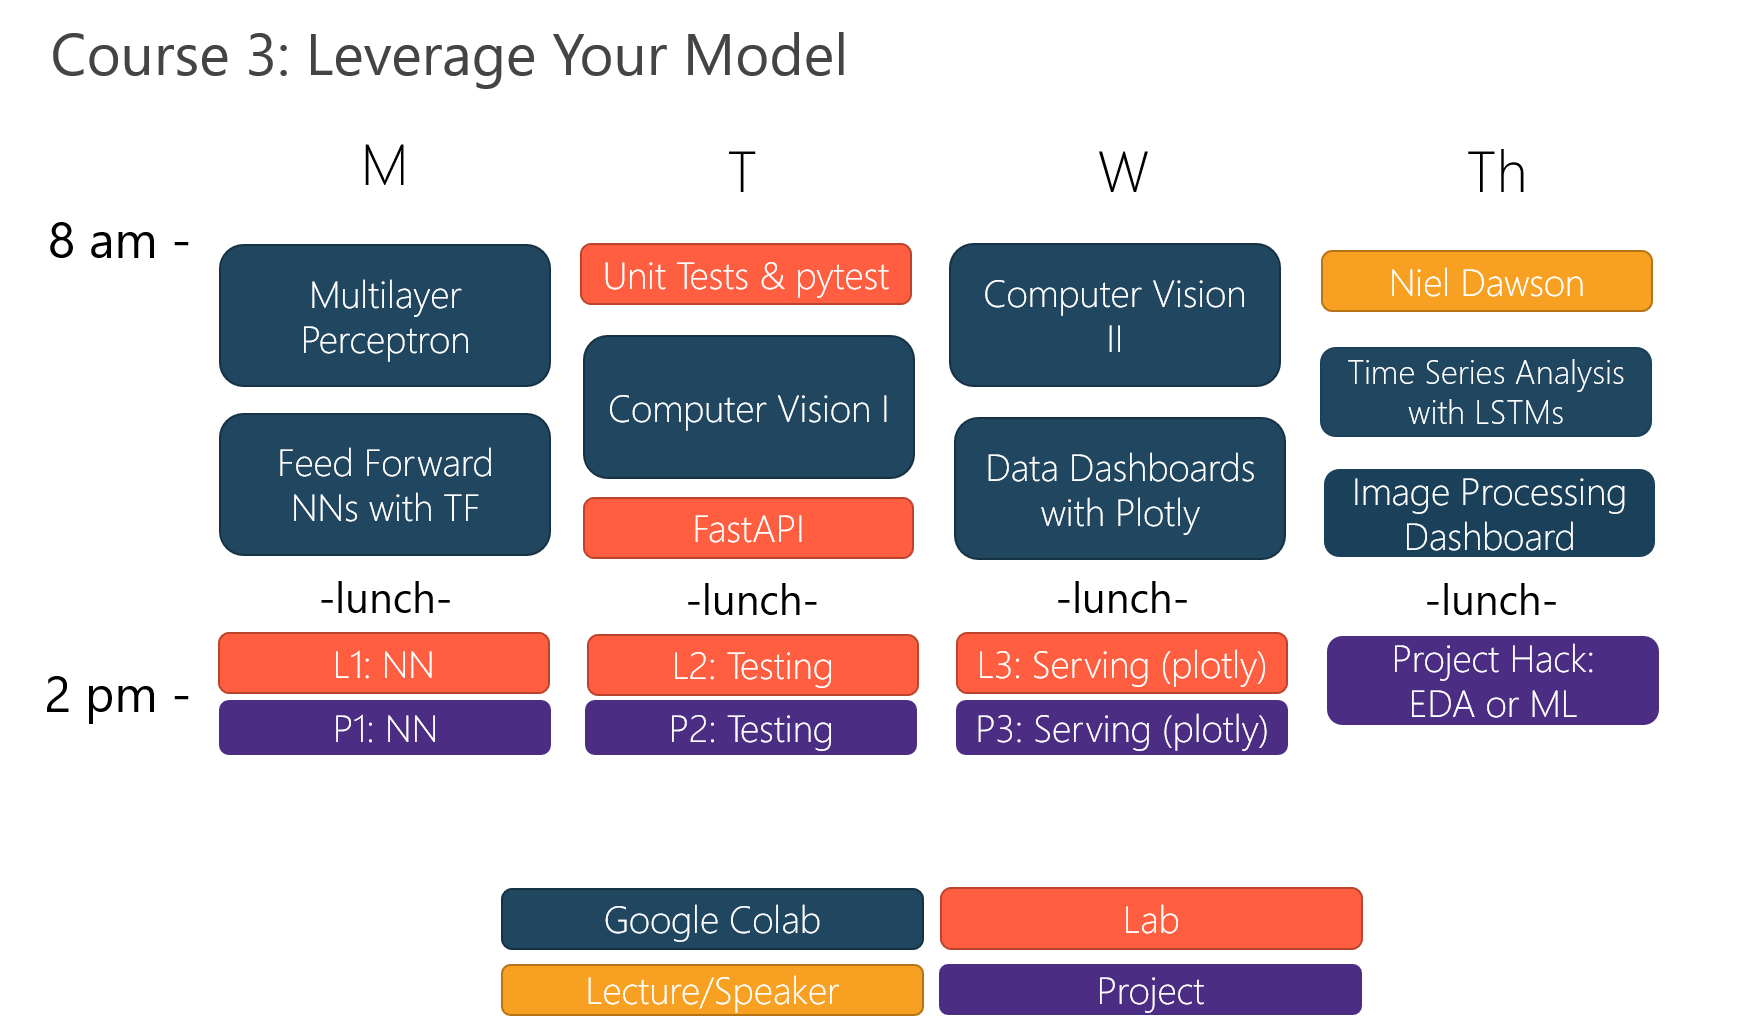 Course 3: Leverage Your Model
M
T
W
Th
8 am -
Multilayer
Perceptron
Feed Forward
NNs with TF
-lunch-
L1: NN
2 pm -
P1: NN
Unit Tests & pytest
Computer Vision I
FastAPI
-lunch-
L2: Testing
P2: Testing
Computer Vision
II
Data Dashboards
with Plotly
-lunch-
L3: Serving (plotly)
P3: Serving (plotly)
Niel Dawson
Time Series Analysis
with LSTMs
Image Processing
Dashboard
-lunch-
Project Hack:
EDA or ML
Google Colab
Lab
Lecture/Speaker
Project